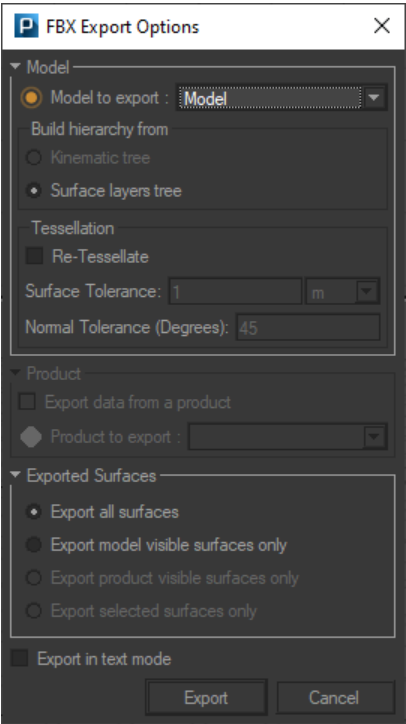 P FBX Export Options
Model
Model to export : Model
Build hierarchy from
Kinematic tree
Surface layers tree
Tessellation
Re-Tessellate
Surface Tolerance: 1 m
Normal Tolerance (Degrees): 45
Product
Export data from a product
Product to export :
Exported Surfaces
Export all surfaces
Export model visible surfaces only
Export product visible surfaces only
Export selected surfaces only
Export in text mode
Export Cancel